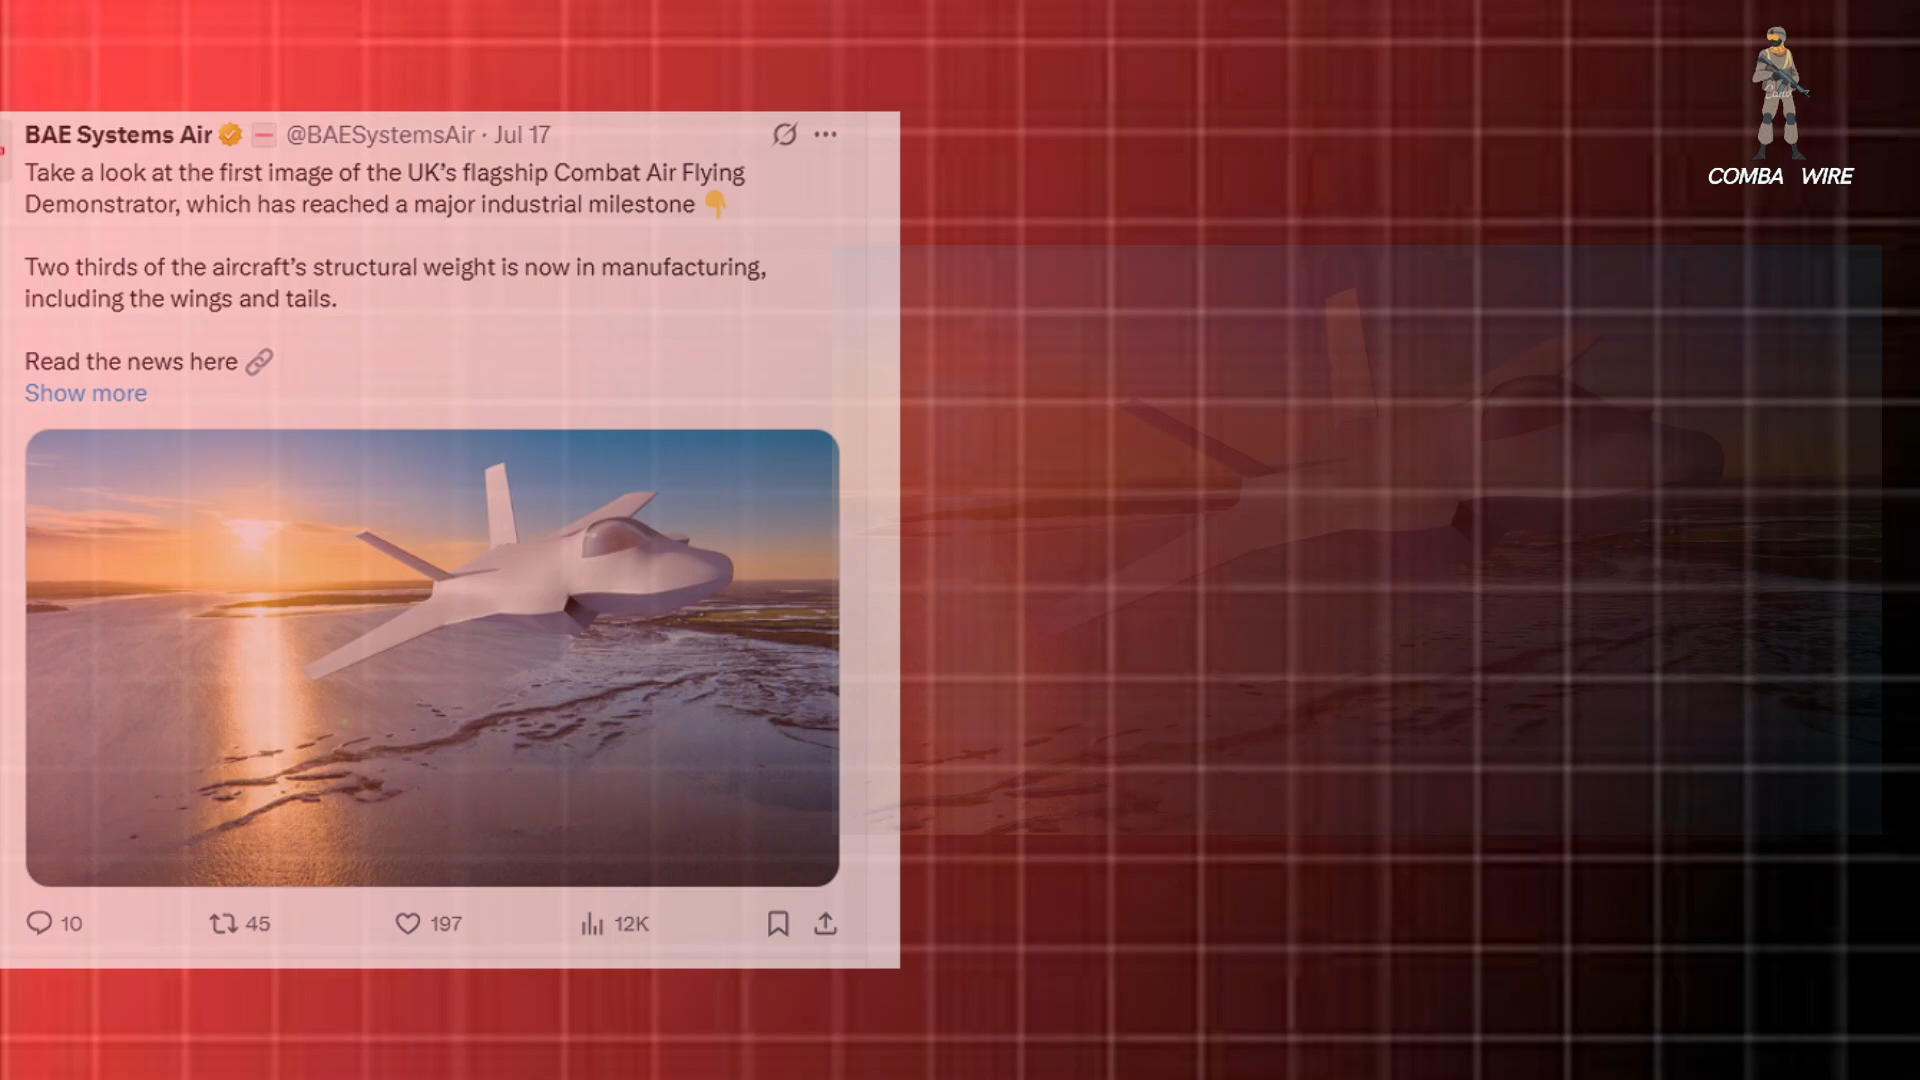 BAE Systems Air @BAESystemsAir · Jul 17
Take a look at the first image of the UK's flagship Combat Air Flying
Demonstrator, which has reached a major industrial milestone 👇
Two thirds of the aircraft's structural weight is now in manufacturing,
including the wings and tails.
Read the news here 🔗
Show more
10 45 197 12K
COMBA WIRE